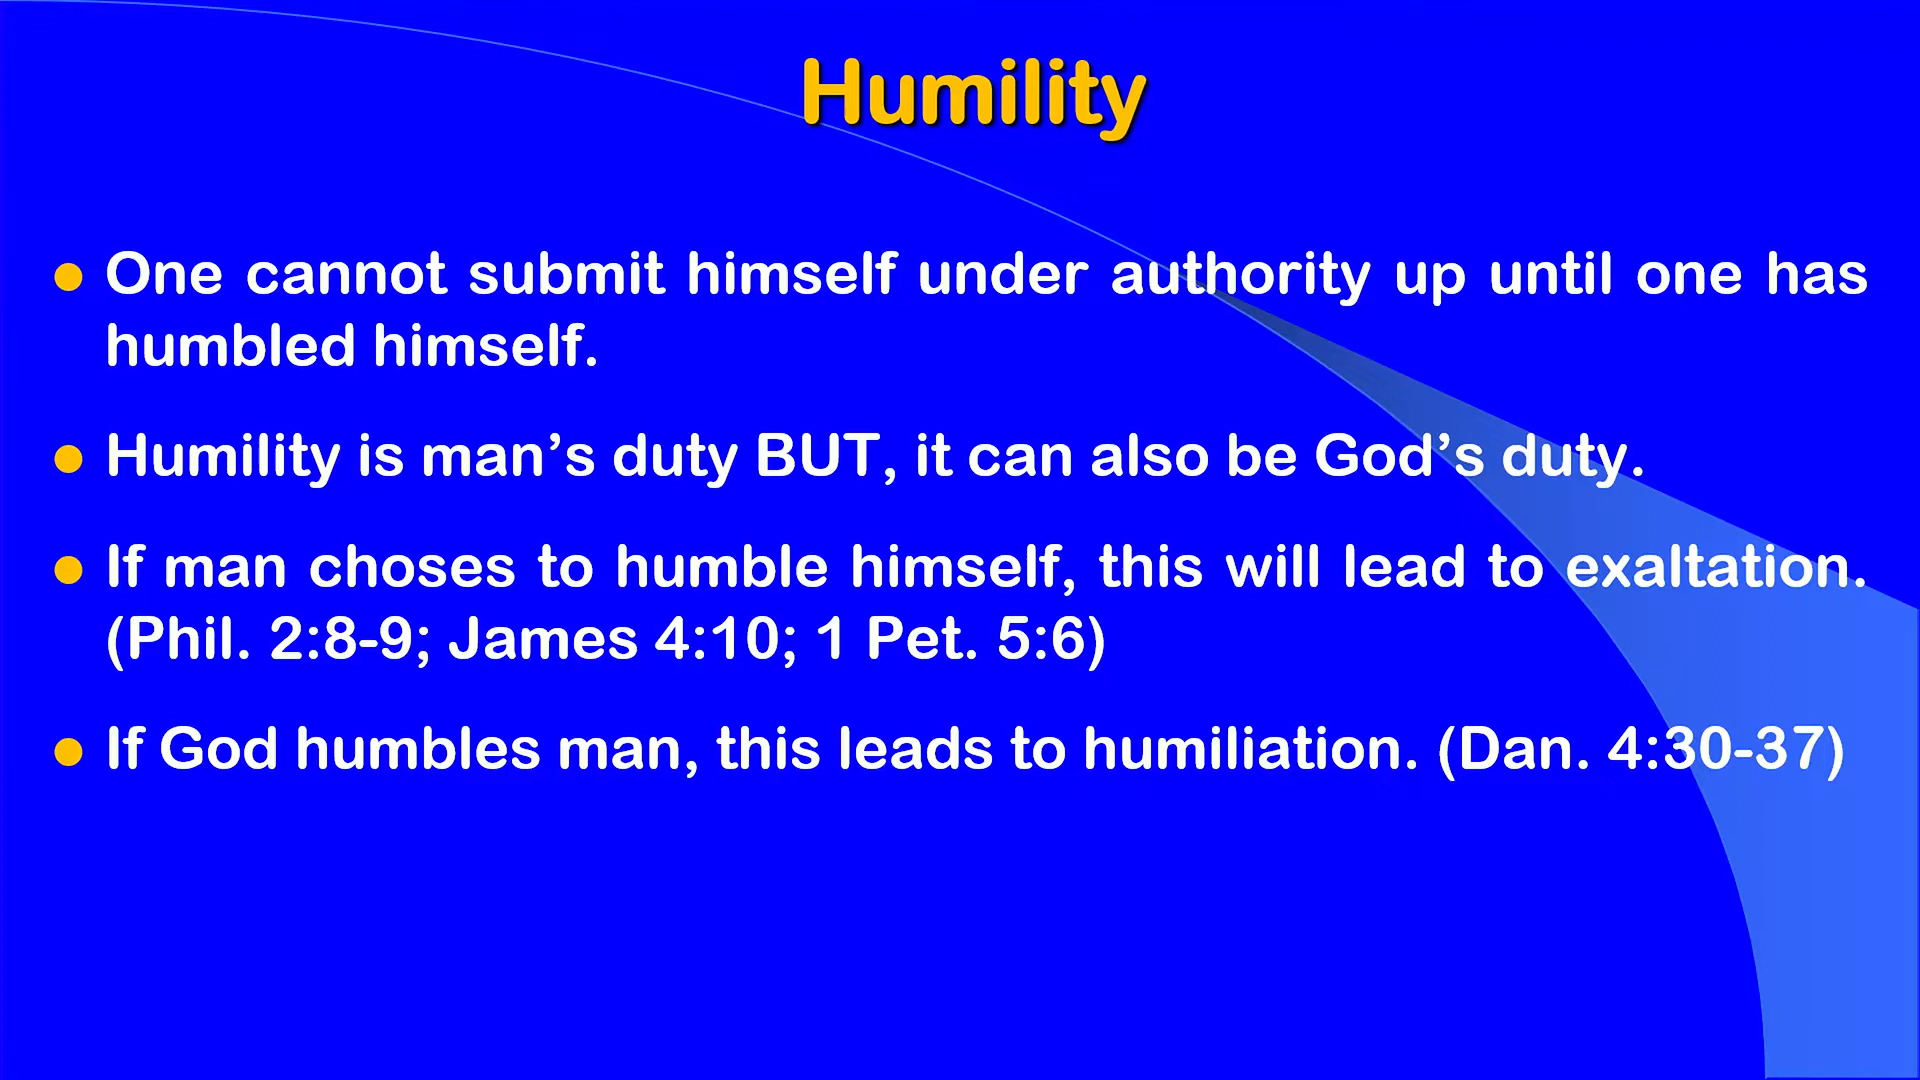 Humility
One cannot submit himself under authority up until one has
humbled himself.
Humility is man’s duty BUT, it can also be God’s duty.
If man choses to humble himself, this will lead to exaltation.
(Phil. 2:8-9; James 4:10; 1 Pet. 5:6)
If God humbles man, this leads to humiliation. (Dan. 4:30-37)